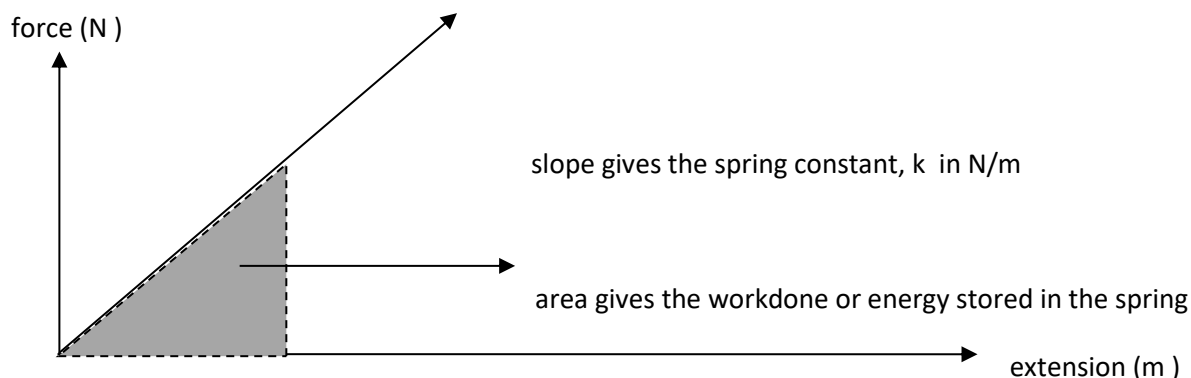 force (N )
slope gives the spring constant, k  in N/m
area gives the workdone or energy stored in the spring
extension (m )